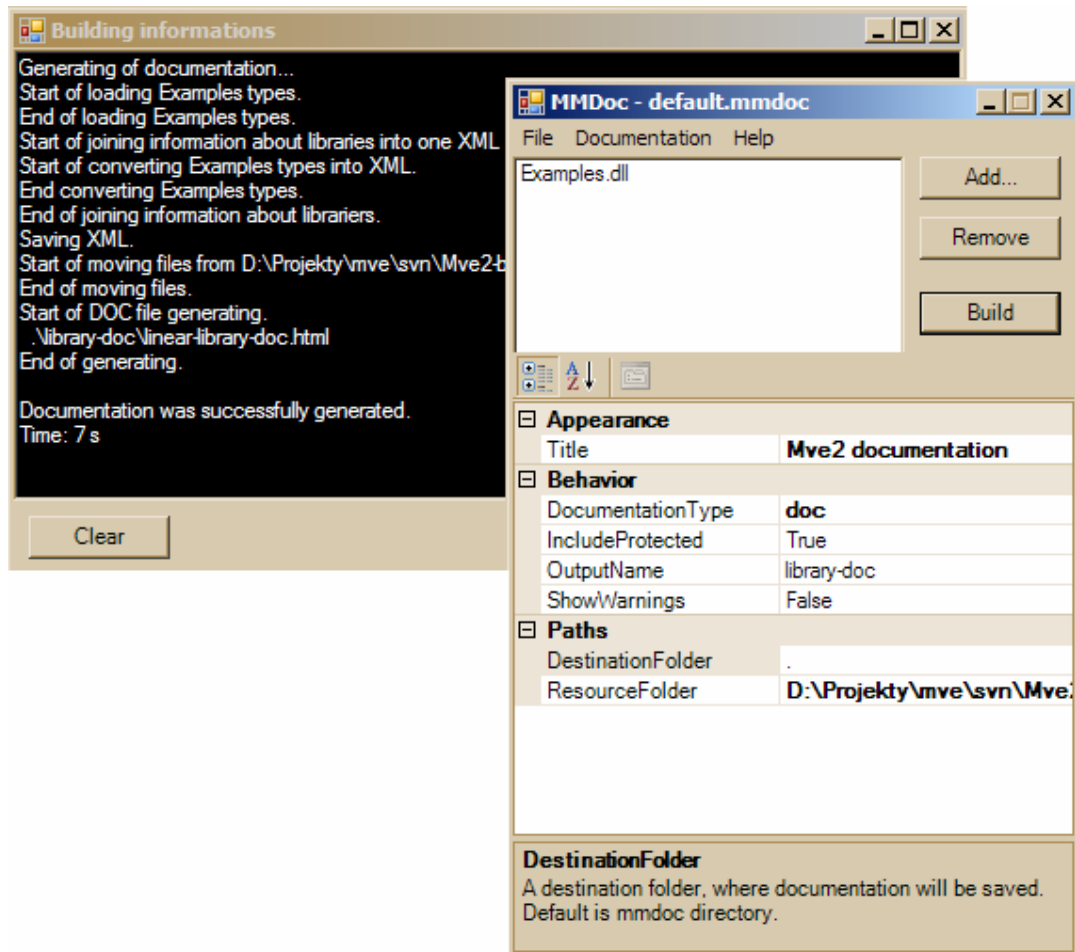 Building informations
Generating of documentation...
Start of loading Examples types.
End of loading Examples types.
Start of joining information about libraries into one XML
Start of converting Examples types into XML.
End converting Examples types.
End of joining information about librariers.
Saving XML.
Start of moving files from D:\Projekty\mve\svn\Mve2-b
End of moving files.
Start of DOC file generating.
.\library-doc\linear-library-doc.html
End of generating.
Documentation was successfully generated.
Time: 7 s
Clear
MMDoc - default.mmdoc
File Documentation Help
Examples.dll
Add...
Remove
Build
Appearance
Title Mve2 documentation
Behavior
DocumentationType doc
IncludeProtected True
OutputName library-doc
ShowWarnings False
Paths
DestinationFolder .
ResourceFolder D:\Projekty\mve\svn\Mve2
DestinationFolder
A destination folder, where documentation will be saved.
Default is mmdoc directory.